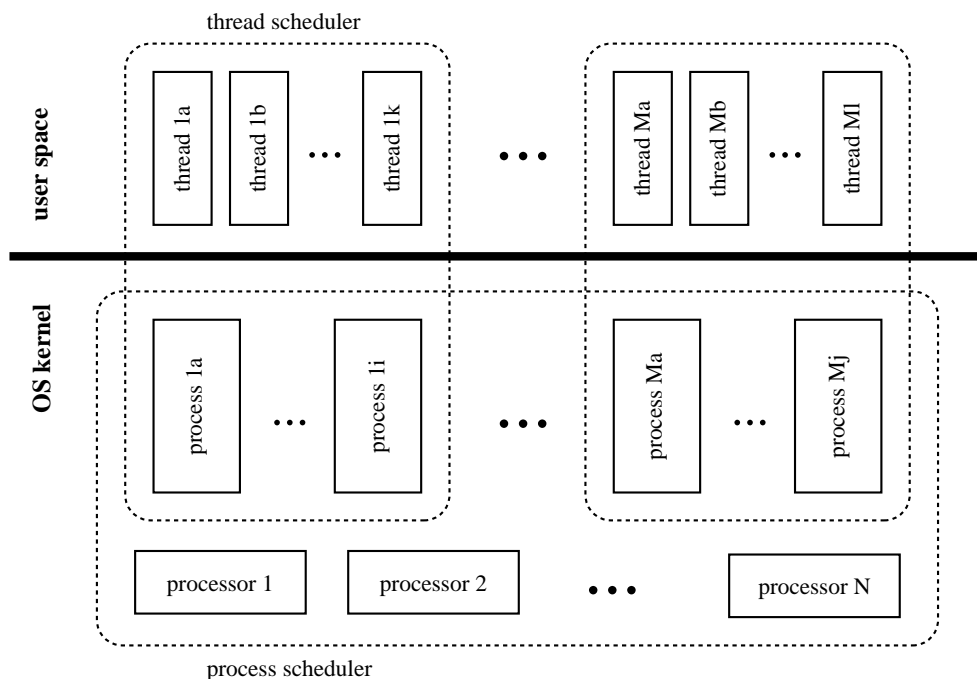 thread scheduler
user space
thread 1a
thread 1b
...
thread 1k
...
thread Ma
thread Mb
...
thread Ml
OS kernel
process 1a
...
process 1i
...
process Ma
...
process Mj
processor 1
processor 2
...
processor N
process scheduler